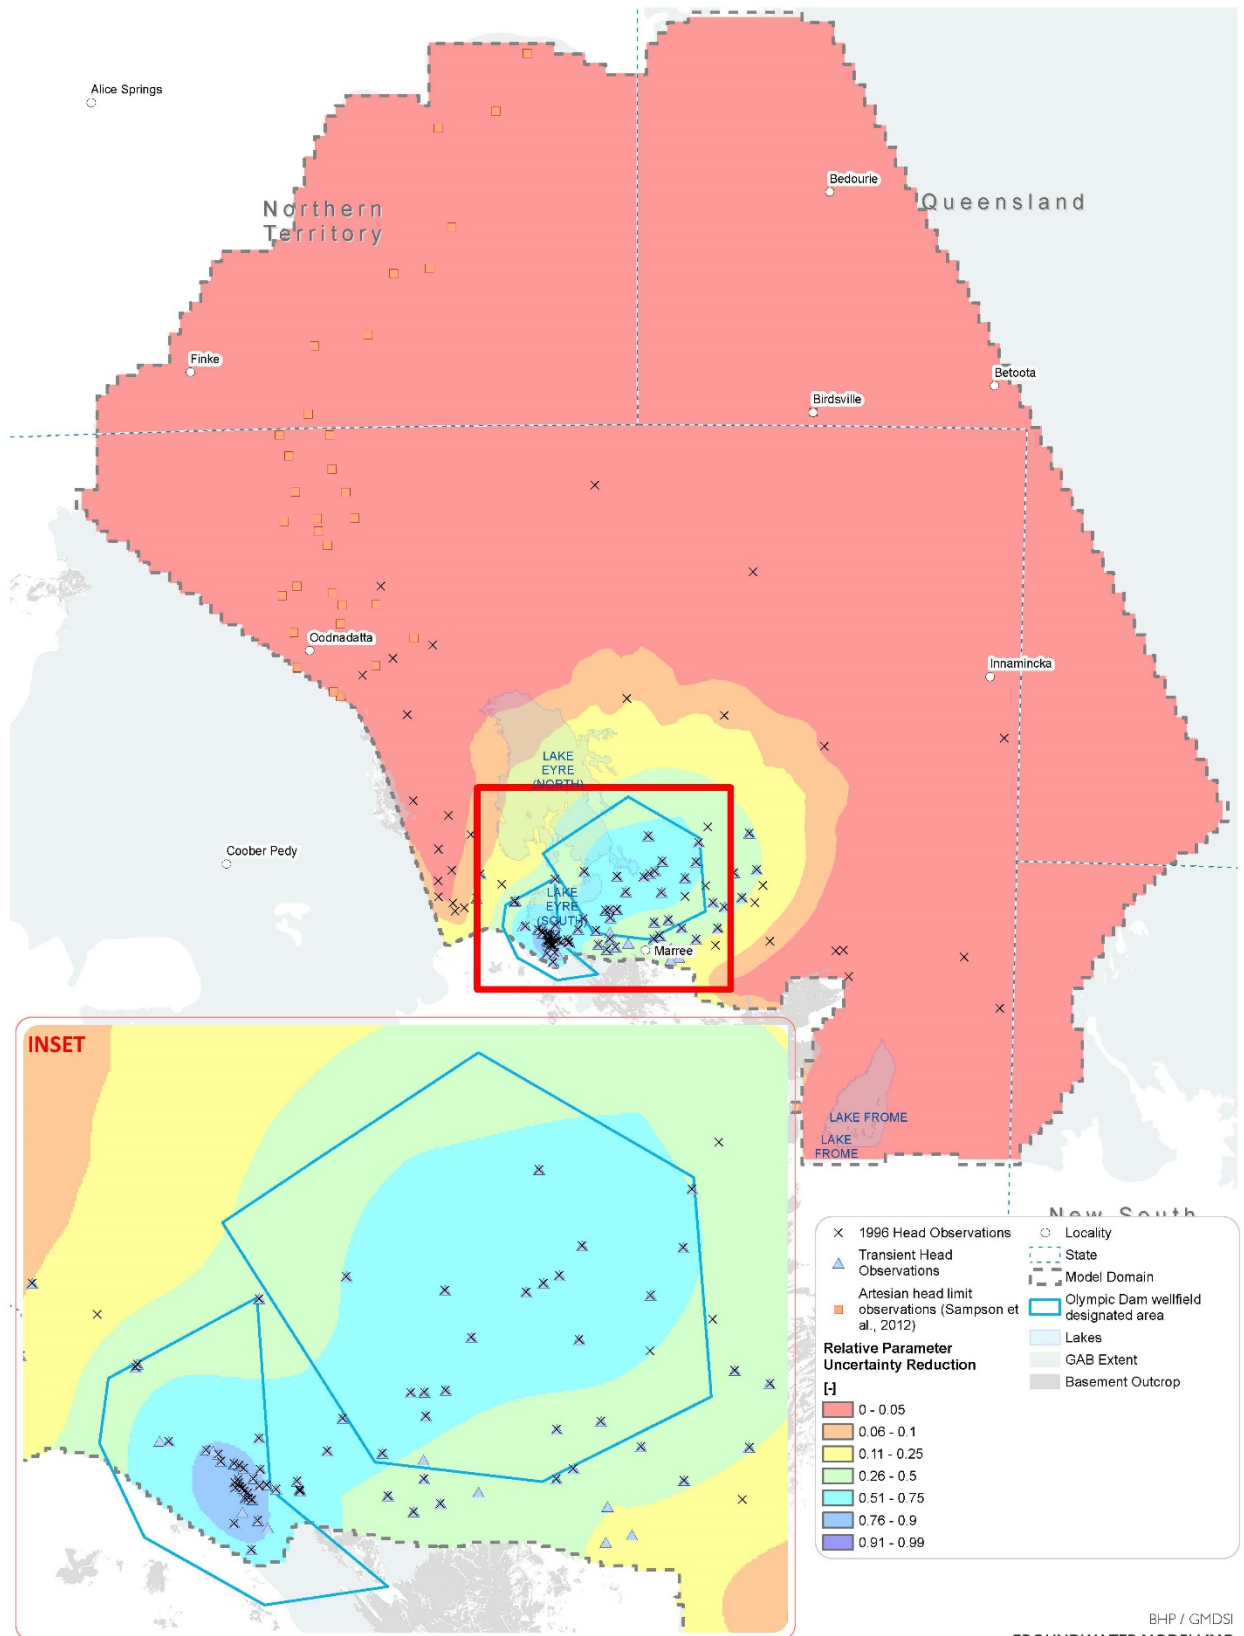 Alice Springs
Bedourie
Northern
Territory
Queensland
Finke
Betoota
Birdsville
Oodnadatta
Innamincka
LAKE
EYRE
(NORTH)
Coober Pedy
LAKE
EYRE
(SOUTH)
Marree
INSET
LAKE FROME
LAKE
FROME
New South
1996 Head Observations
Transient Head
Observations
Artesian head limit
observations (Sampson et
al., 2012)
Relative Parameter
Uncertainty Reduction
[-]
0 - 0.05
0.06 - 0.1
0.11 - 0.25
0.26 - 0.5
0.51 - 0.75
0.76 - 0.9
0.91 - 0.99
Locality
State
Model Domain
Olympic Dam wellfield
designated area
Lakes
GAB Extent
Basement Outcrop
BHP / GMDSI
GROUNDWATER MODELLING